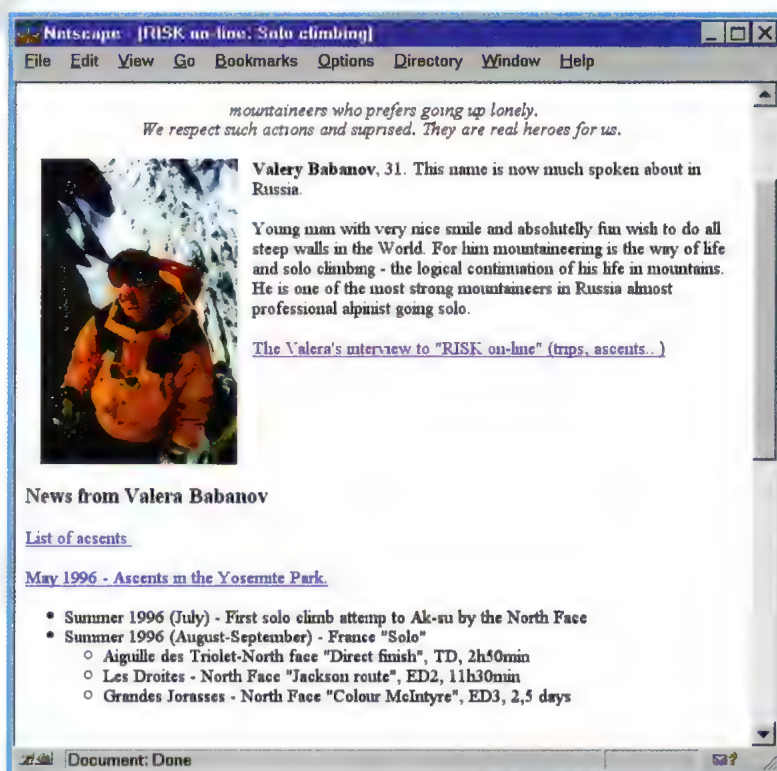 Netscape - [RISK on-line: Solo climbing]
File Edit View Go Bookmarks Options Directory Window Help
mountaineers who prefers going up lonely.
We respect such actions and suprised. They are real heroes for us.
Valery Babanov, 31. This name is now much spoken about in
Russia.
Young man with very nice smile and absolutelly fun wish to do all
steep walls in the World. For him mountaineering is the way of life
and solo climbing - the logical continuation of his life in mountains.
He is one of the most strong mountaineers in Russia almost
professional alpinist going solo.
The Valera's interview to "RISK on-line" (trips, ascents...)
News from Valera Babanov
List of acsents
May 1996 - Ascents in the Yosemite Park.
• Summer 1996 (July) - First solo climb attemp to Ak-su by the North Face
• Summer 1996 (August-September) - France "Solo"
○ Aiguille des Triolet-North face "Direct finish", TD, 2h50min
○ Les Droites - North Face "Jackson route", ED2, 11h30min
○ Grandes Jorasses - North Face "Colour McIntyre", ED3, 2,5 days
Document: Done